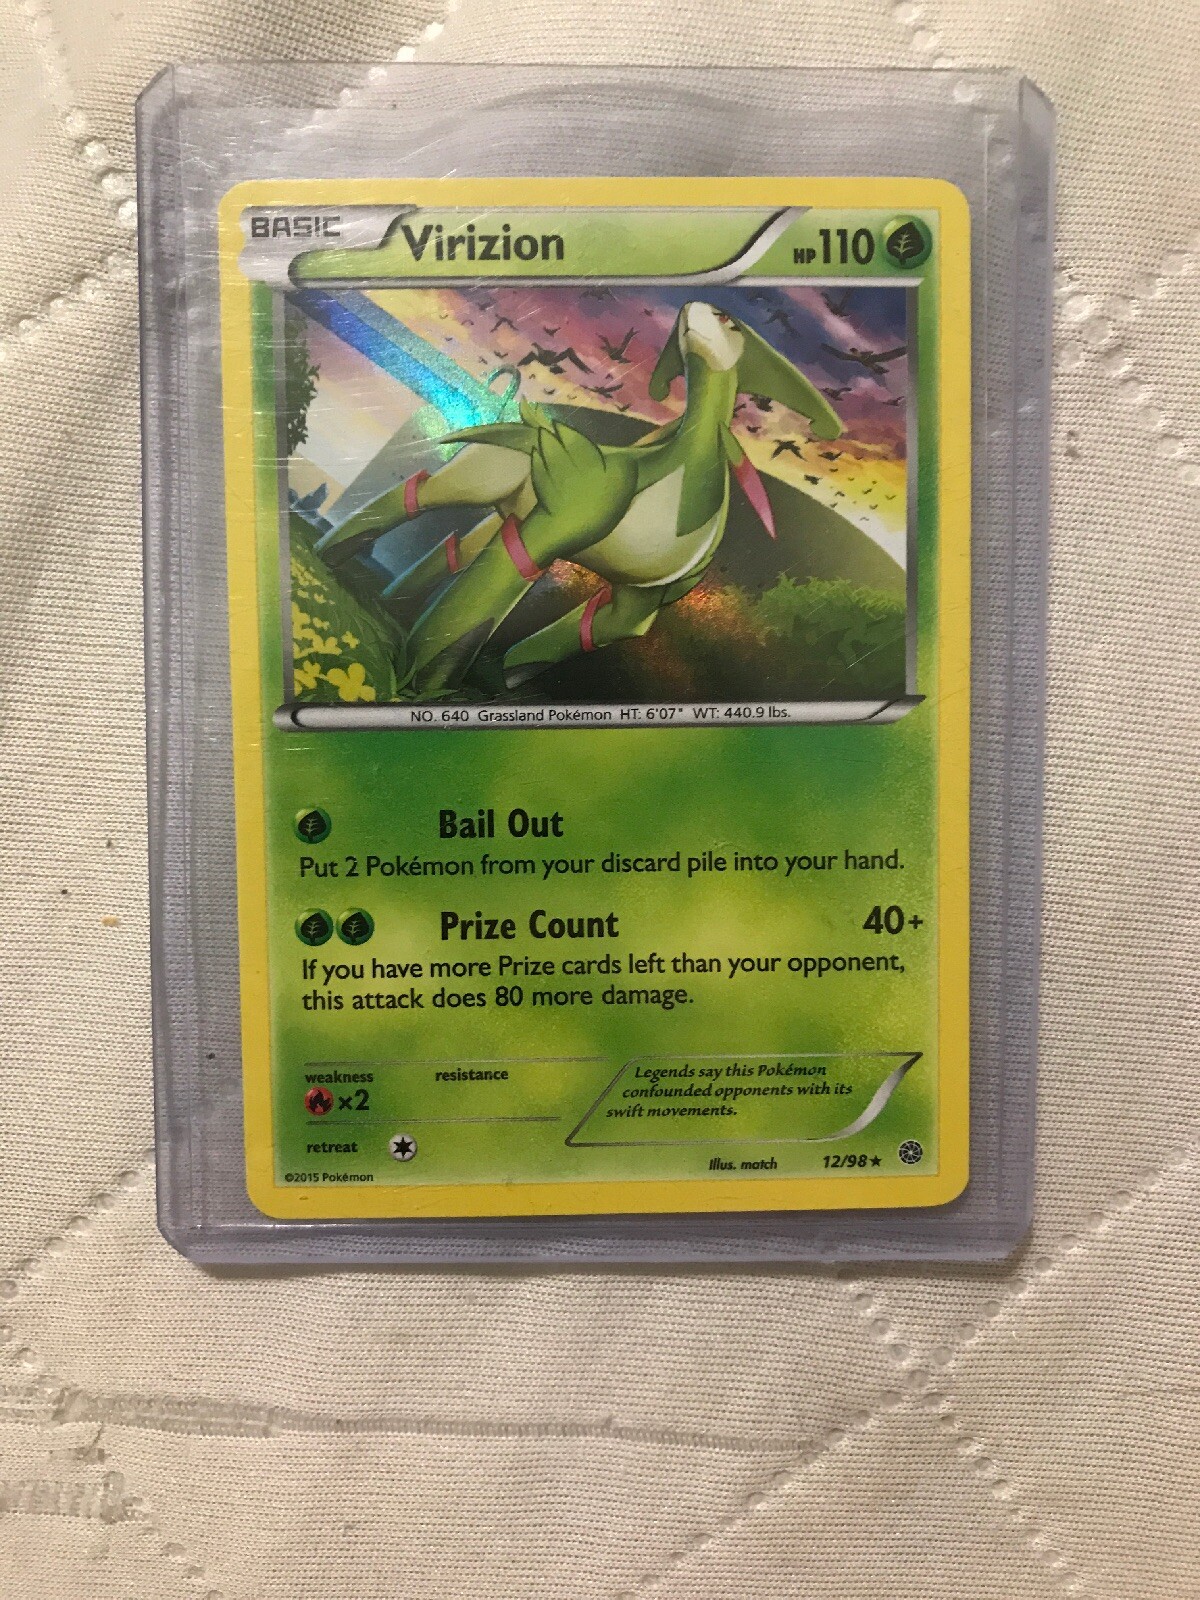 BASIC Virizion HP 110
NO. 640 Grassland Pokémon HT: 6'07" WT: 440.9 lbs.
Bail Out
Put 2 Pokémon from your discard pile into your hand.
Prize Count 40+
If you have more Prize cards left than your opponent,
this attack does 80 more damage.
weakness resistance
×2
retreat
Legends say this Pokémon
confounded opponents with its
swift movements.
Illus. match 12/98★
©2015 Pokémon